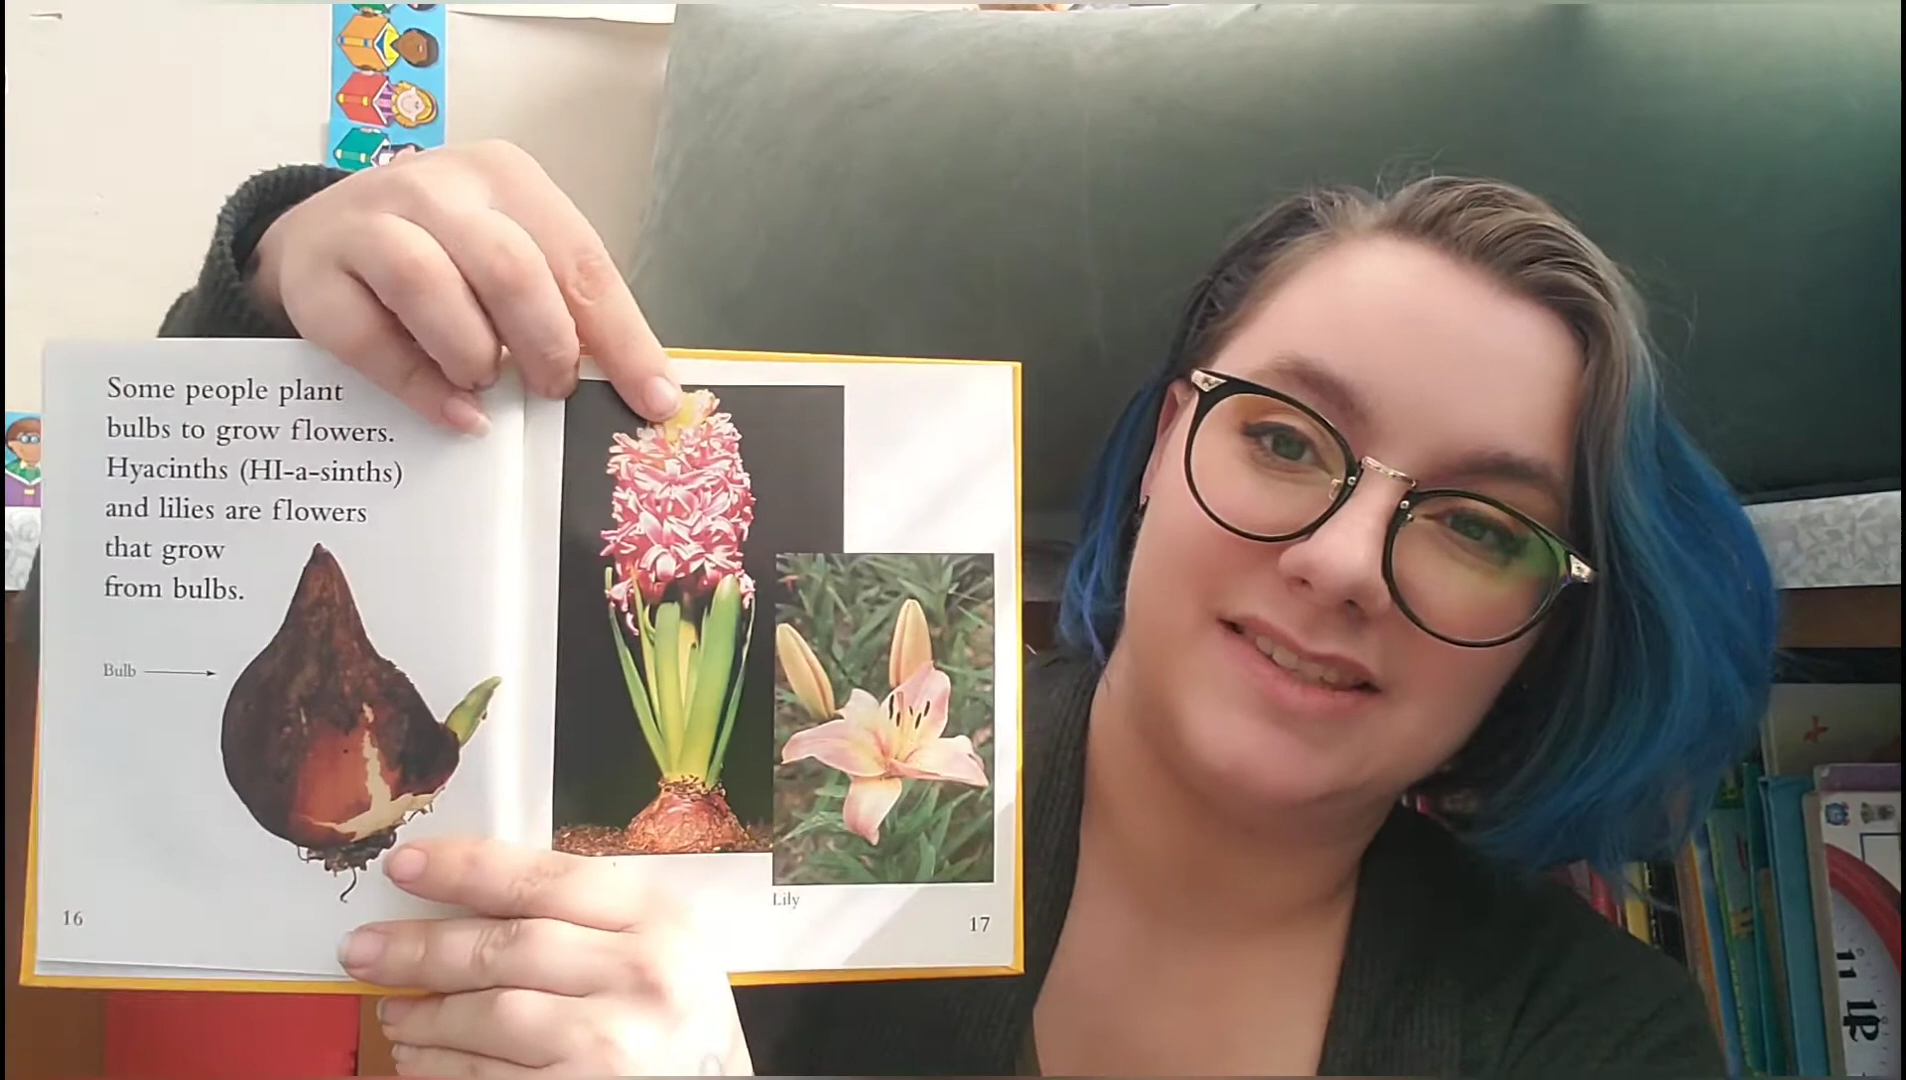 Some people plant
bulbs to grow flowers.
Hyacinths (HI-a-sinths)
and lilies are flowers
that grow
from bulbs.
Bulb
16
Lily
17
11